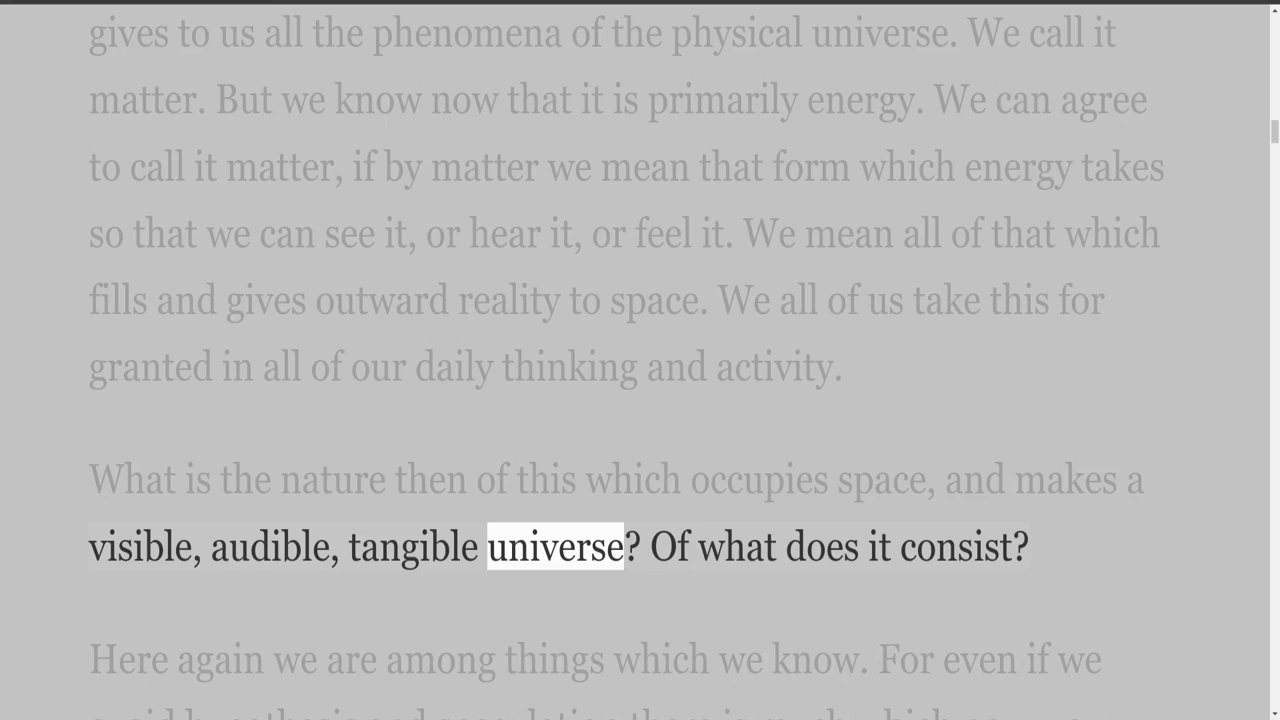 gives to us all the phenomena of the physical universe. We call it
matter. But we know now that it is primarily energy. We can agree
to call it matter, if by matter we mean that form which energy takes
so that we can see it, or hear it, or feel it. We mean all of that which
fills and gives outward reality to space. We all of us take this for
granted in all of our daily thinking and activity.
What is the nature then of this which occupies space, and makes a
visible, audible, tangible universe? Of what does it consist?
Here again we are among things which we know. For even if we